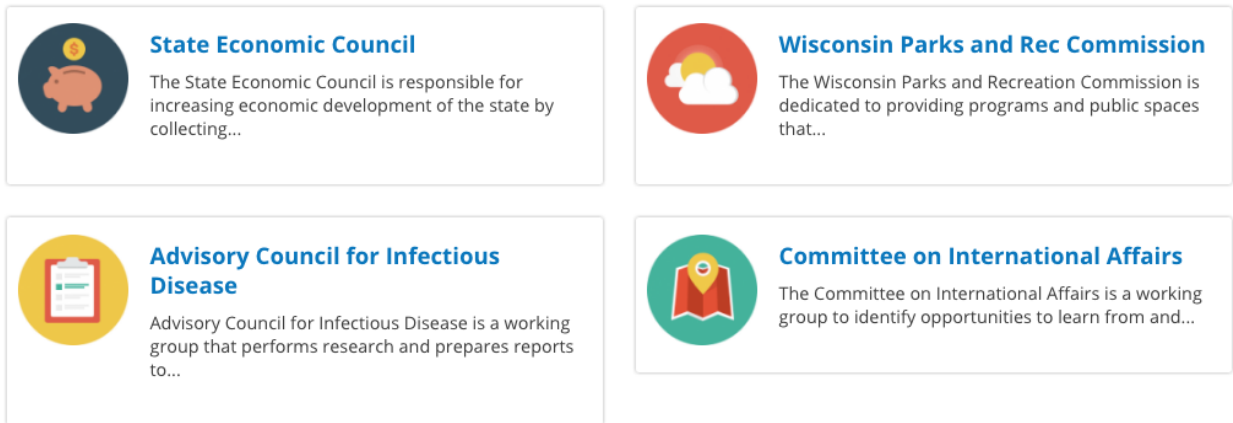 $
State Economic Council
The State Economic Council is responsible for
increasing economic development of the state by
collecting...
Wisconsin Parks and Rec Commission
The Wisconsin Parks and Recreation Commission is
dedicated to providing programs and public spaces
that...
Advisory Council for Infectious
Disease
Advisory Council for Infectious Disease is a working
group that performs research and prepares reports
to...
Committee on International Affairs
The Committee on International Affairs is a working
group to identify opportunities to learn from and...